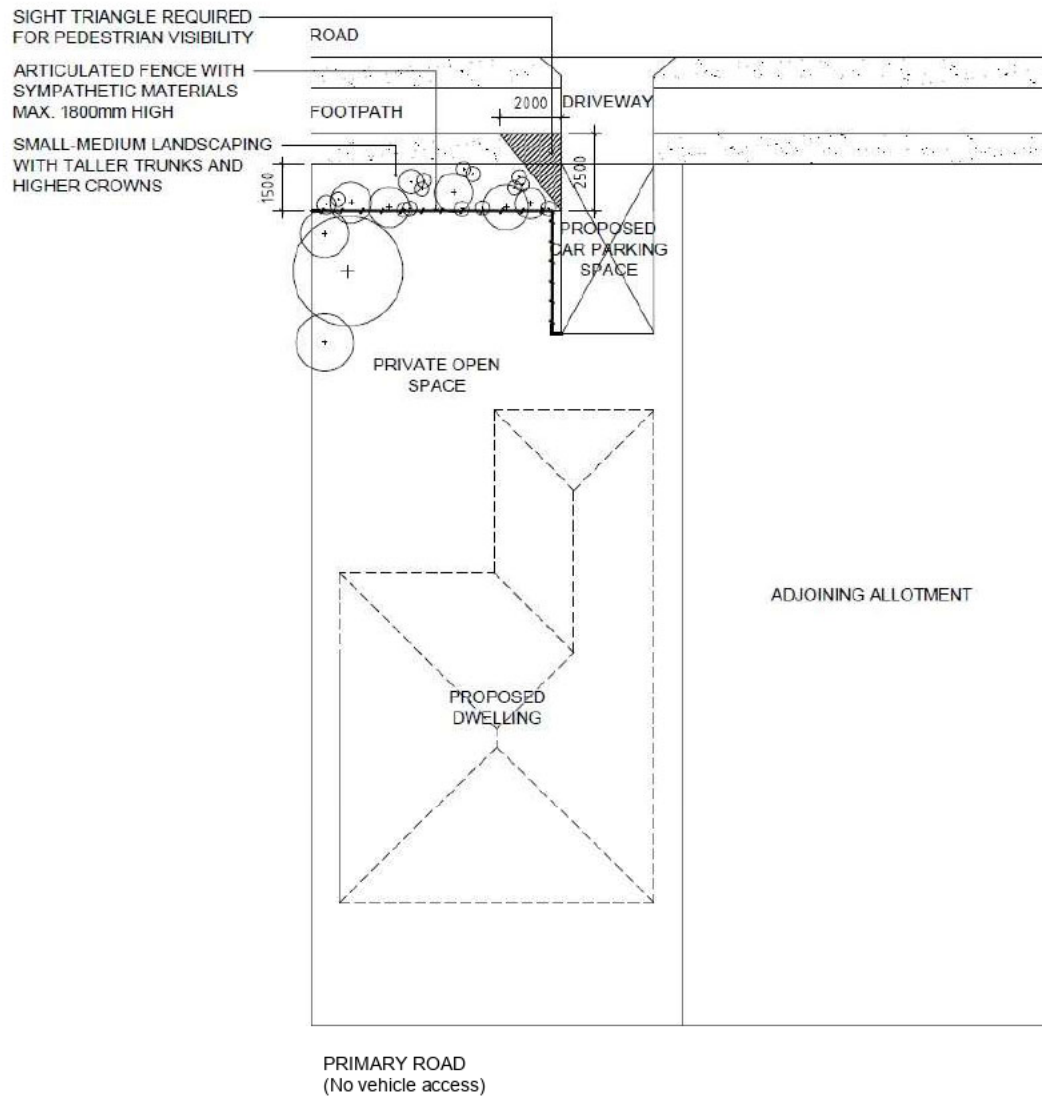 SIGHT TRIANGLE REQUIRED
FOR PEDESTRIAN VISIBILITY
ROAD
ARTICULATED FENCE WITH
SYMPATHETIC MATERIALS
MAX. 1800mm HIGH
2000
DRIVEWAY
FOOTPATH
SMALL-MEDIUM LANDSCAPING
WITH TALLER TRUNKS AND
HIGHER CROWNS
1500
2500
PROPOSED
CAR PARKING
SPACE
PRIVATE OPEN
SPACE
ADJOINING ALLOTMENT
PROPOSED
DWELLING
PRIMARY ROAD
(No vehicle access)